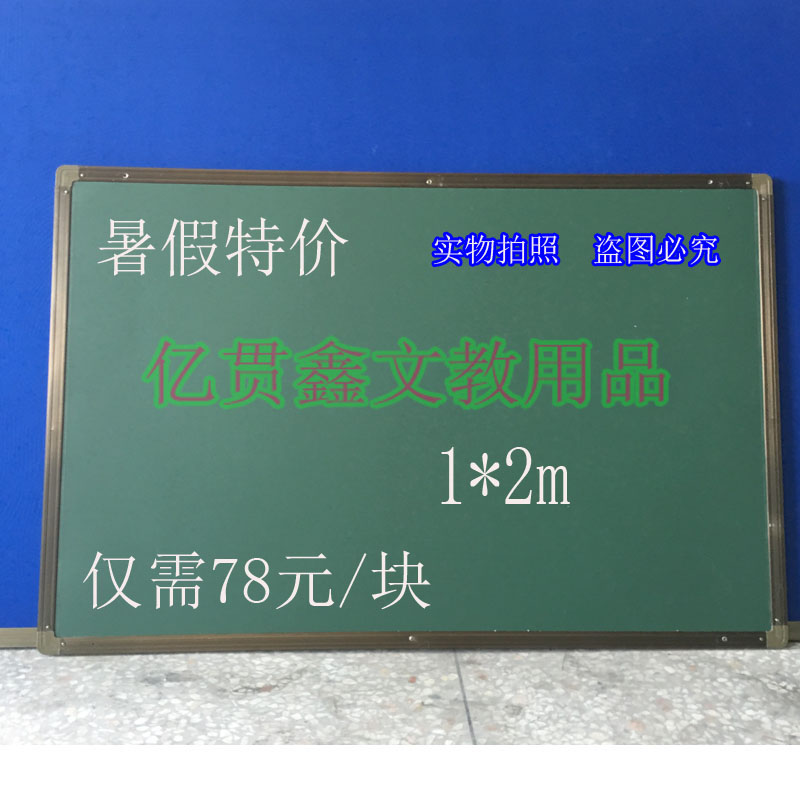 暑假特价
实物拍照 盗图必究
亿贯鑫文教用品
1*2m
仅需78元/块